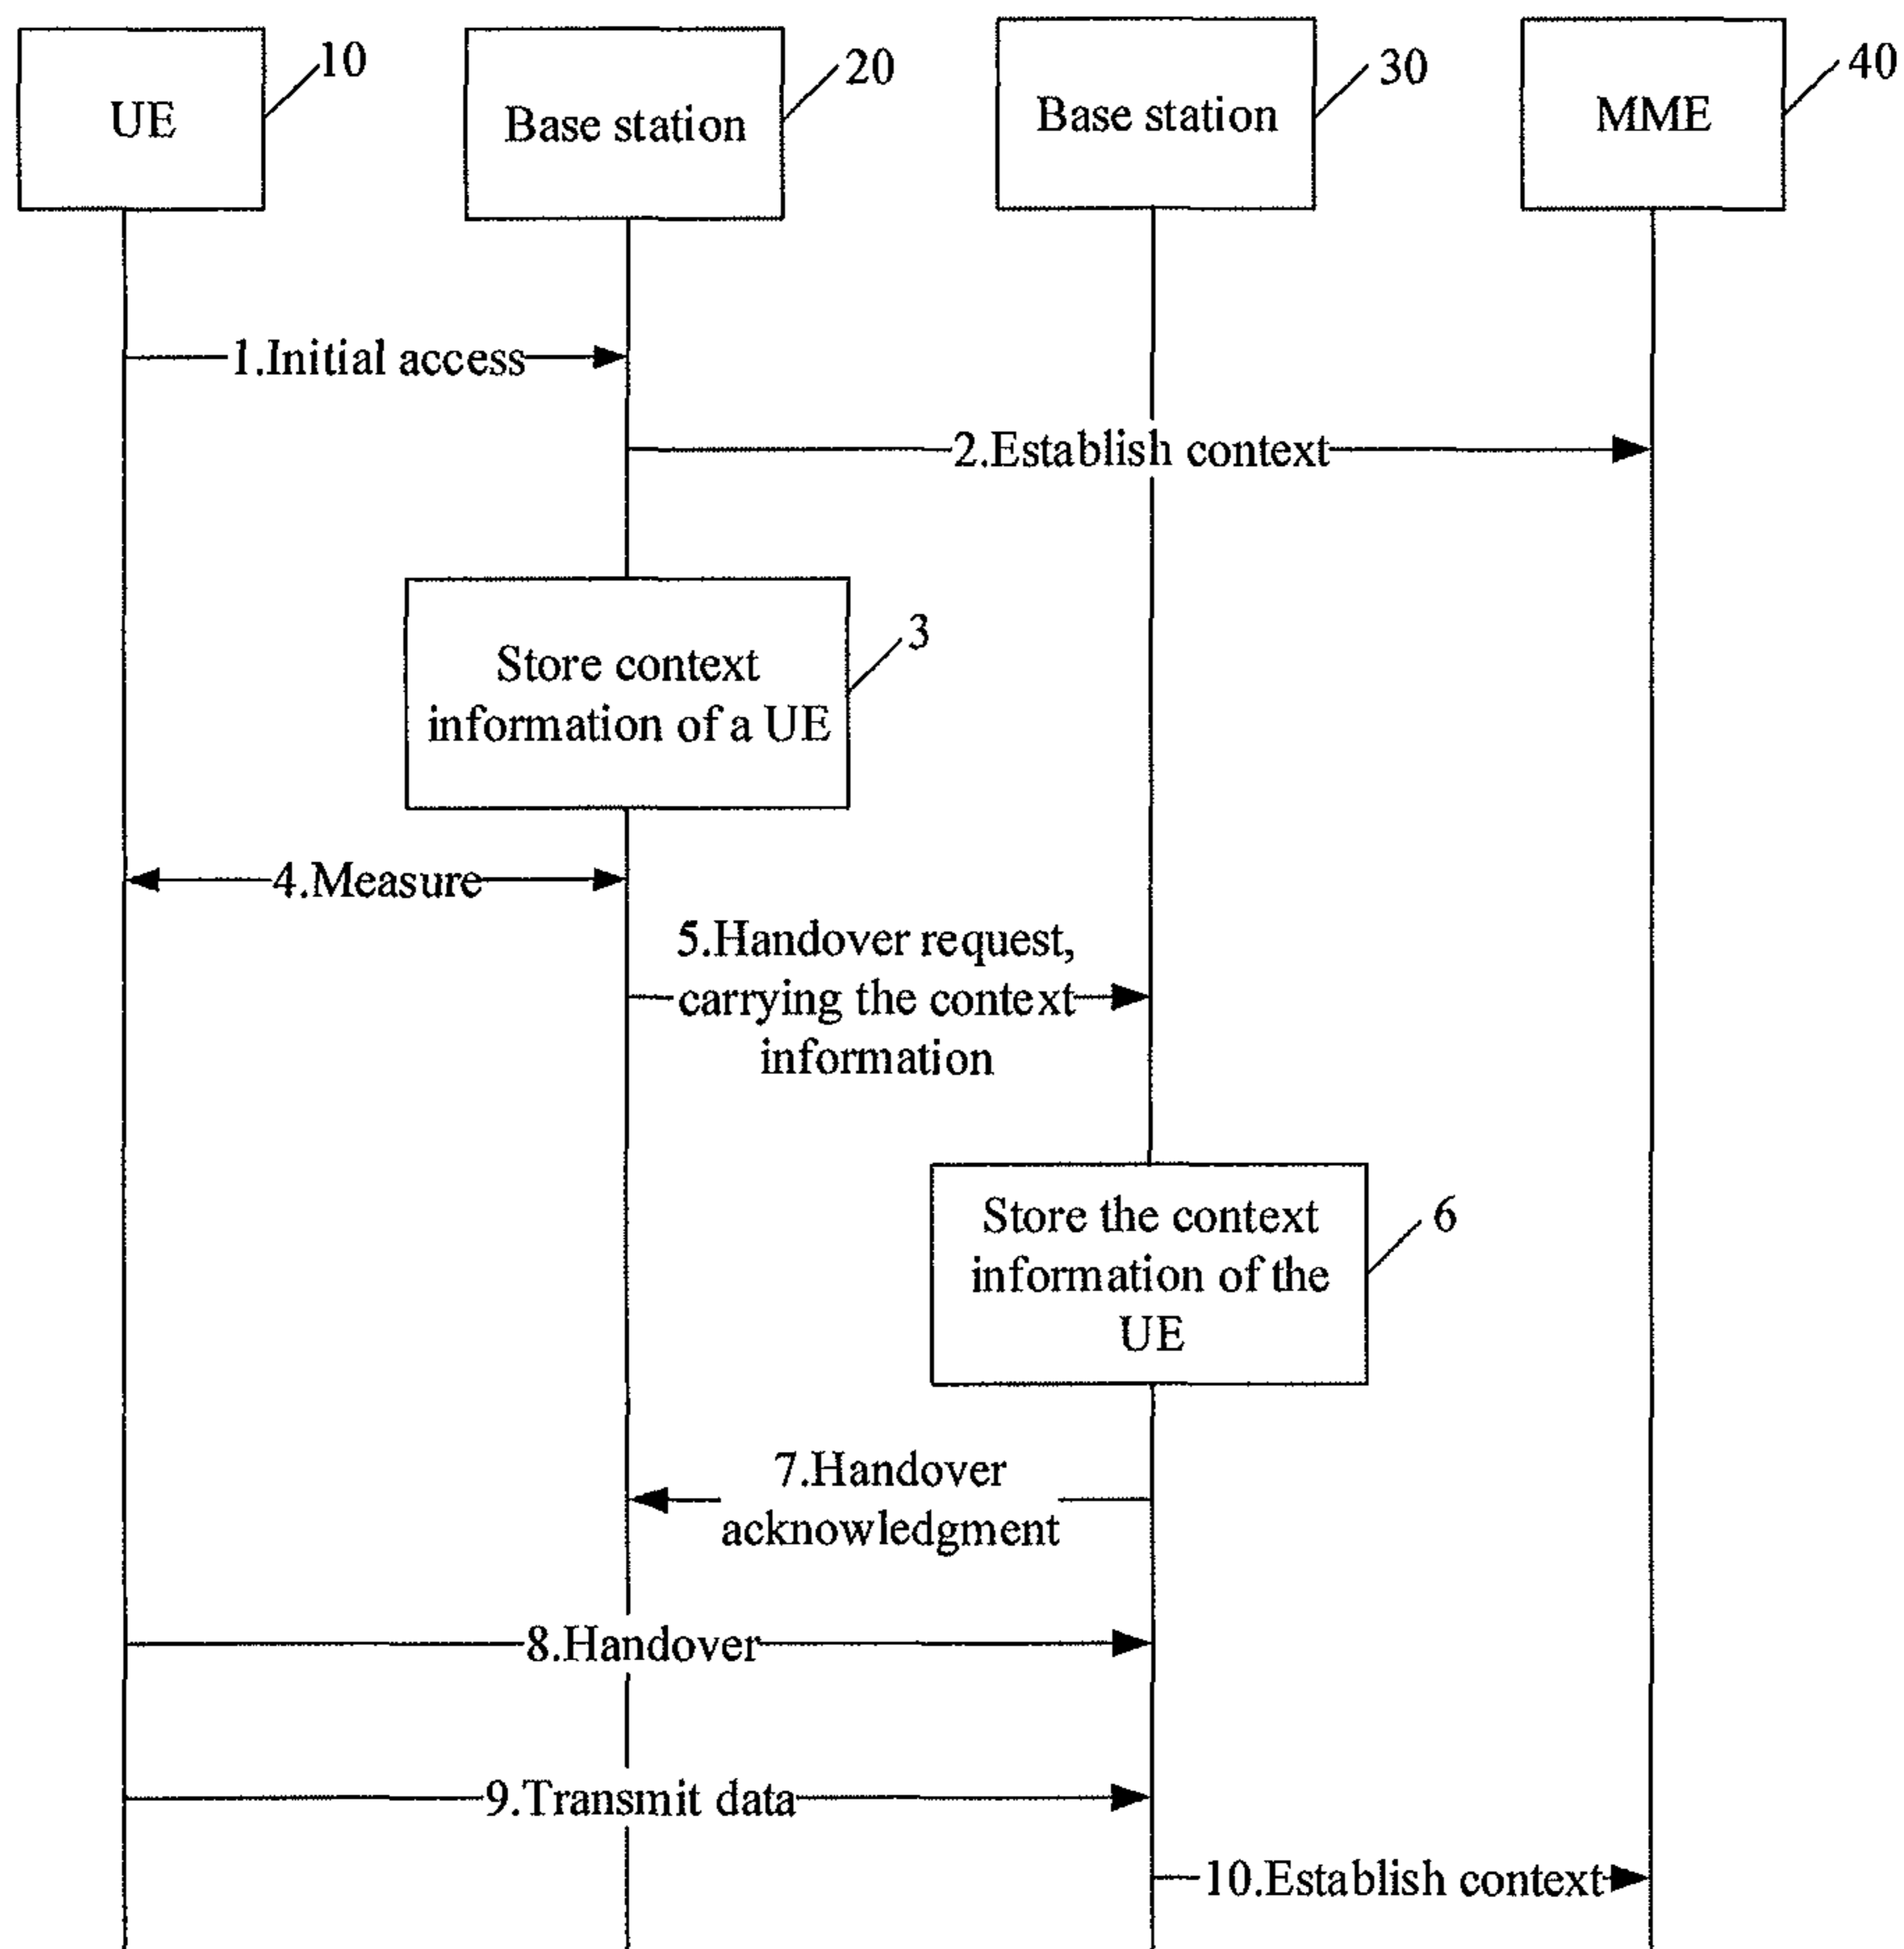 UE
10
Base station
20
Base station
30
MME
40
1.Initial access
2.Establish context
Store context
information of a UE
3
4.Measure
5.Handover request,
carrying the context
information
Store the context
information of the
UE
6
7.Handover
acknowledgment
8.Handover
9.Transmit data
10.Establish context